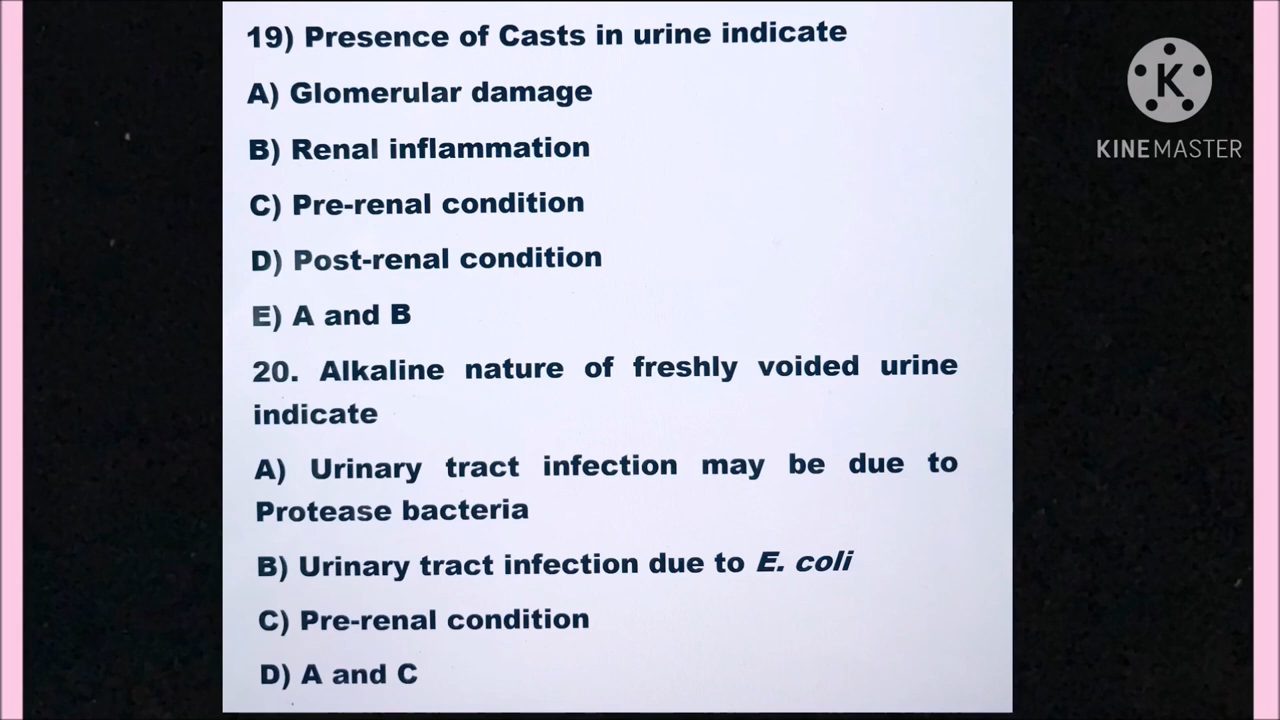 19) Presence of Casts in urine indicate
A) Glomerular damage
B) Renal inflammation
C) Pre-renal condition
D) Post-renal condition
E) A and B
20. Alkaline nature of freshly voided urine
indicate
A) Urinary tract infection may be due to
Protease bacteria
B) Urinary tract infection due to E. coli
C) Pre-renal condition
D) A and C
K
KINEMASTER